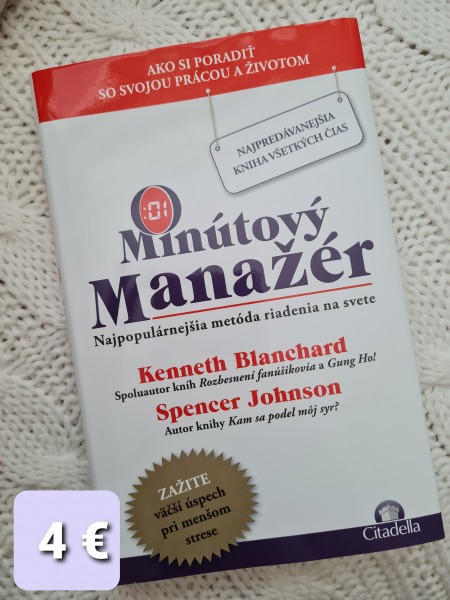 AKO SI PORADIŤ
SO SVOJOU PRÁCOU A ŽIVOTOM
NAJPREDÁVANEJŠIA
KNIHA VŠETKÝCH ČIAS
:01
Minútový
Manažér
Najpopulárnejšia metóda riadenia na svete
Kenneth Blanchard
Spoluautor kníh Rozbesnení fanúšikovia a Gung Ho!
Spencer Johnson
Autor knihy Kam sa podel môj syr?
ZAŽITE
väčší úspech
pri menšom
strese
Citadella
4 €